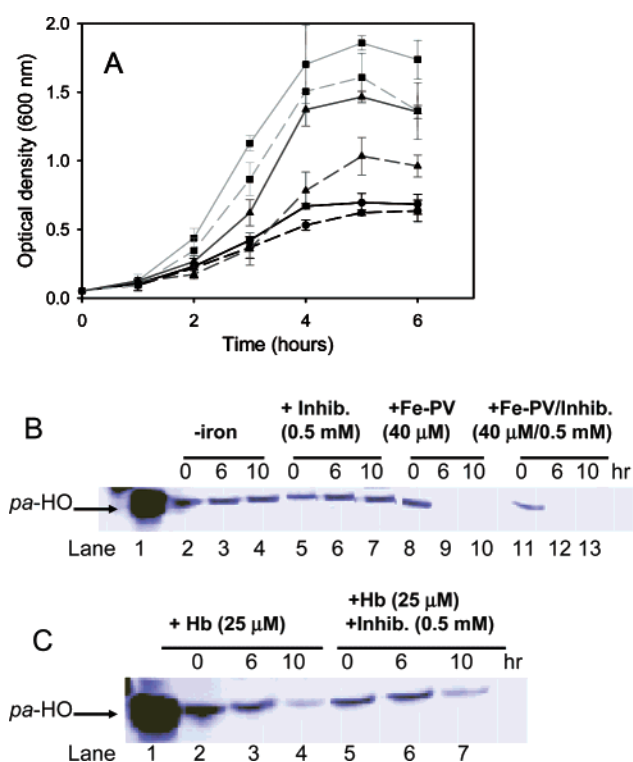 A
Optical density (600 nm)
2.0
1.5
1.0
0.5
0.0
0 2 4 6
Time (hours)
B
-iron
+ Inhib.
(0.5 mM)
+Fe-PV
(40 μM)
+Fe-PV/Inhib.
(40 μM/0.5 mM)
0 6 10 0 6 10 0 6 10 0 6 10 hr
pa-HO
Lane 1 2 3 4 5 6 7 8 9 10 11 12 13
C
+ Hb (25 μM)
+Hb (25 μM)
+Inhib. (0.5 mM)
0 6 10 0 6 10 hr
pa-HO
Lane 1 2 3 4 5 6 7